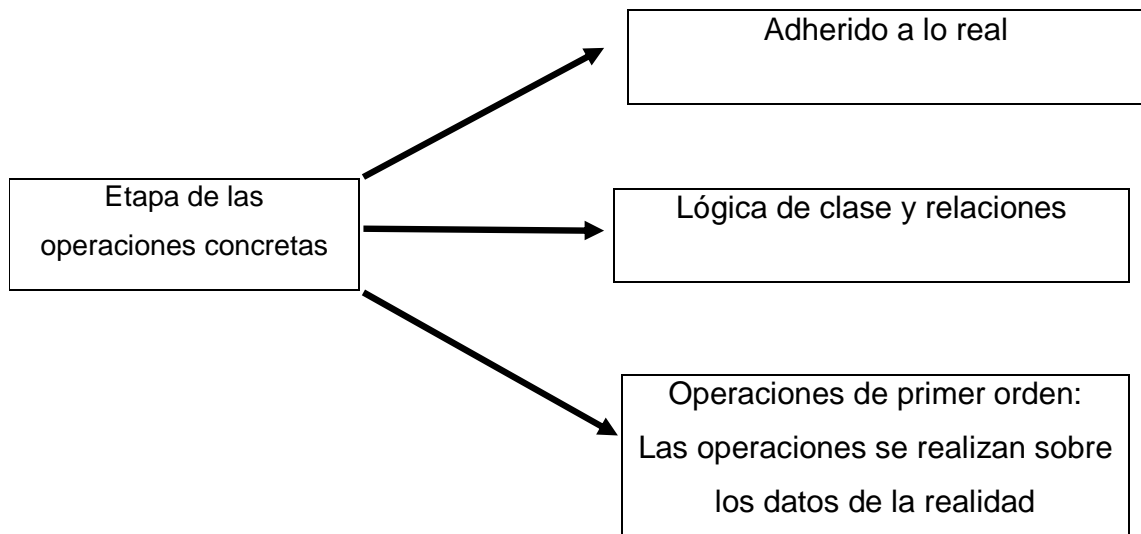 Adherido a lo real
Etapa de las
operaciones concretas
Lógica de clase y relaciones
Operaciones de primer orden:
Las operaciones se realizan sobre
los datos de la realidad